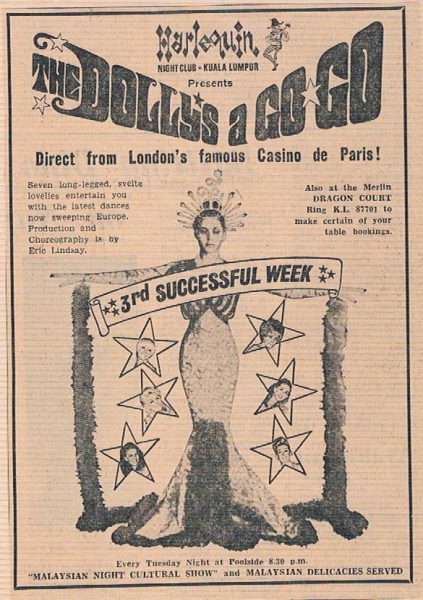 Harlequin
NIGHT CLUB • KUALA LUMPUR
Presents
THE DOLLY'S a GO GO
Direct from London's famous Casino de Paris!
Seven long-legged, svelte
lovelies entertain you
with the latest dances
now sweeping Europe.
Production and
Choreography is by
Eric Lindsay.
Also at the Merlin
DRAGON COURT
Ring K.L. 87701 to
make certain of your
table bookings.
3rd SUCCESSFUL WEEK
Every Tuesday Night at Poolside 8.30 p.m.
"MALAYSIAN NIGHT CULTURAL SHOW" and MALAYSIAN DELICACIES SERVED